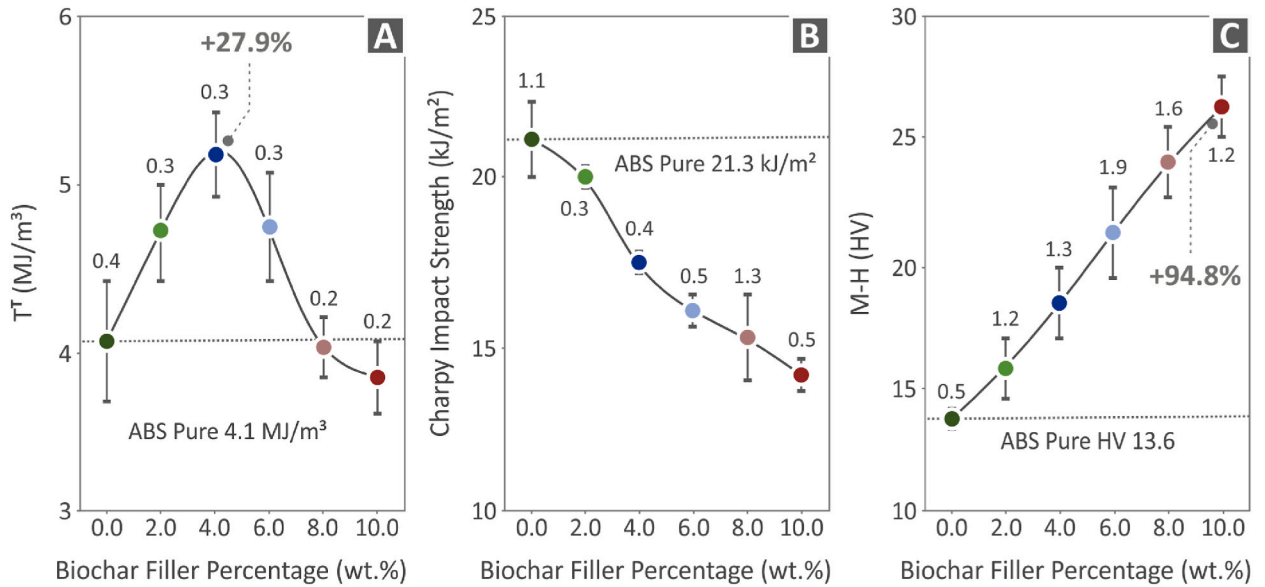 A
Tᵀ (MJ/m³)
6
5
4
3
+27.9%
0.4
0.3
0.3
0.3
0.2
0.2
ABS Pure 4.1 MJ/m³
0.0 2.0 4.0 6.0 8.0 10.0
Biochar Filler Percentage (wt.%)
B
Charpy Impact Strength (kJ/m²)
25
20
15
10
1.1
0.3
0.4
0.5
1.3
0.5
ABS Pure 21.3 kJ/m²
0.0 2.0 4.0 6.0 8.0 10.0
Biochar Filler Percentage (wt.%)
C
M-H (HV)
30
25
20
15
10
0.5
1.2
1.3
1.9
1.6
1.2
+94.8%
ABS Pure HV 13.6
0.0 2.0 4.0 6.0 8.0 10.0
Biochar Filler Percentage (wt.%)